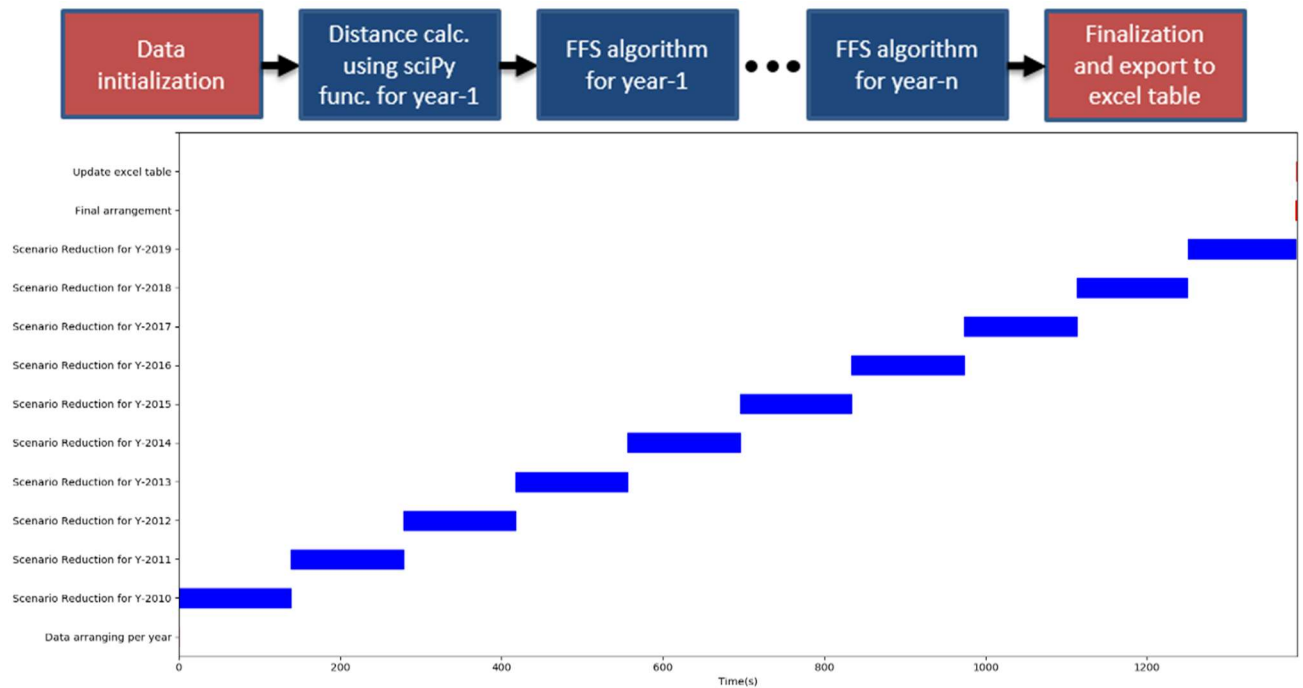 Data
initialization
Distance calc.
using sciPy
func. for year-1
FFS algorithm
for year-1
FFS algorithm
for year-n
Finalization
and export to
excel table
Update excel table
Final arrangement
Scenario Reduction for Y-2019
Scenario Reduction for Y-2018
Scenario Reduction for Y-2017
Scenario Reduction for Y-2016
Scenario Reduction for Y-2015
Scenario Reduction for Y-2014
Scenario Reduction for Y-2013
Scenario Reduction for Y-2012
Scenario Reduction for Y-2011
Scenario Reduction for Y-2010
Data arranging per year
0 200 400 600 800 1000 1200
Time(s)